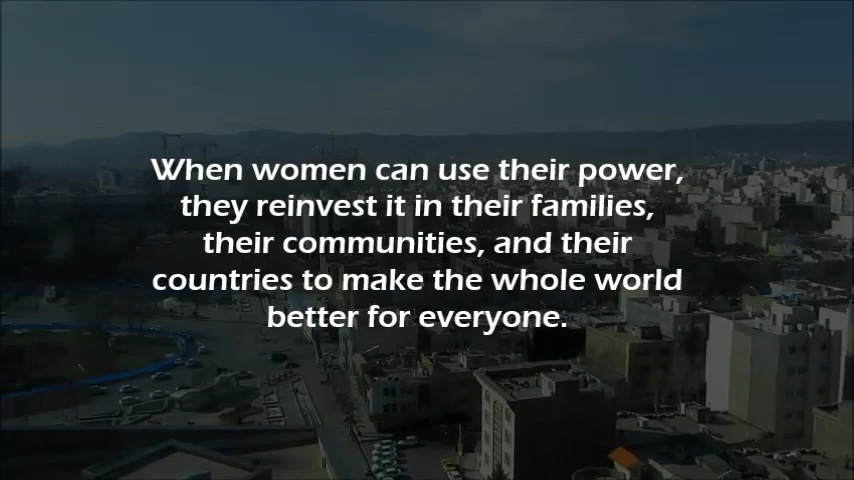 When women can use their power,
they reinvest it in their families,
their communities, and their
countries to make the whole world
better for everyone.